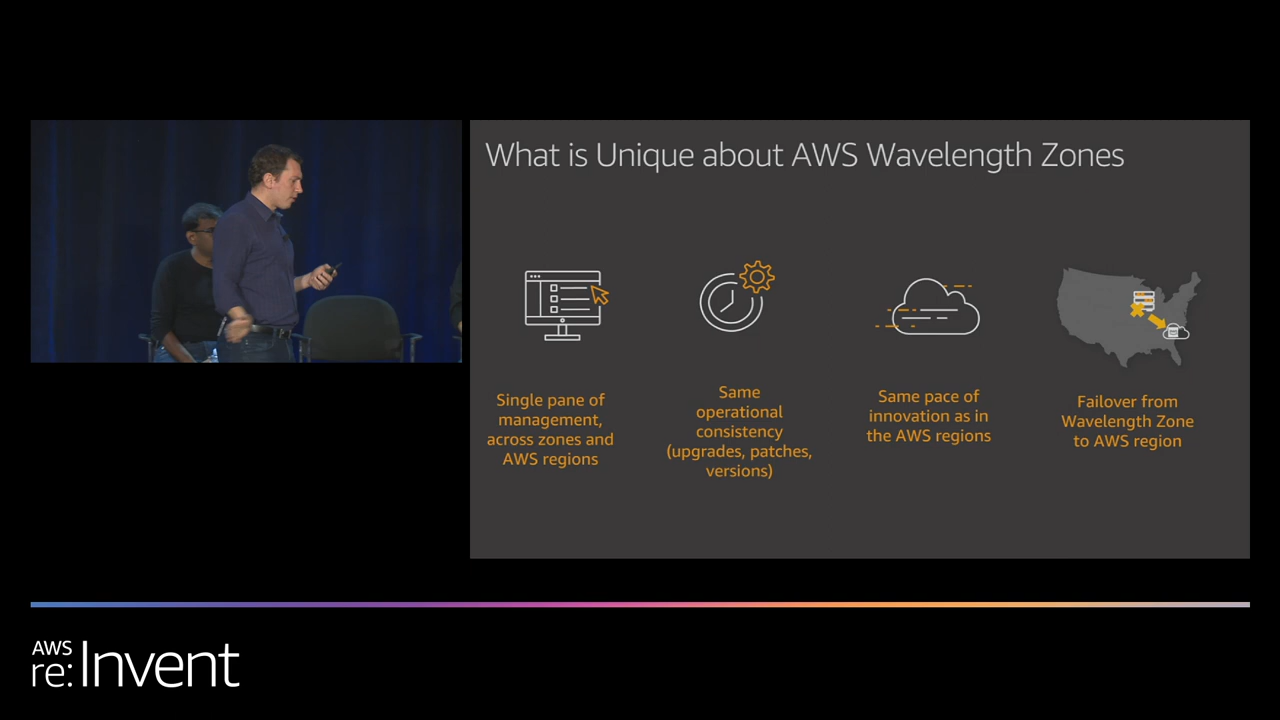 What is Unique about AWS Wavelength Zones
Single pane of
management,
across zones and
AWS regions
Same
operational
consistency
(upgrades, patches,
versions)
Same pace of
innovation as in
the AWS regions
Failover from
Wavelength Zone
to AWS region
AWS
re:Invent